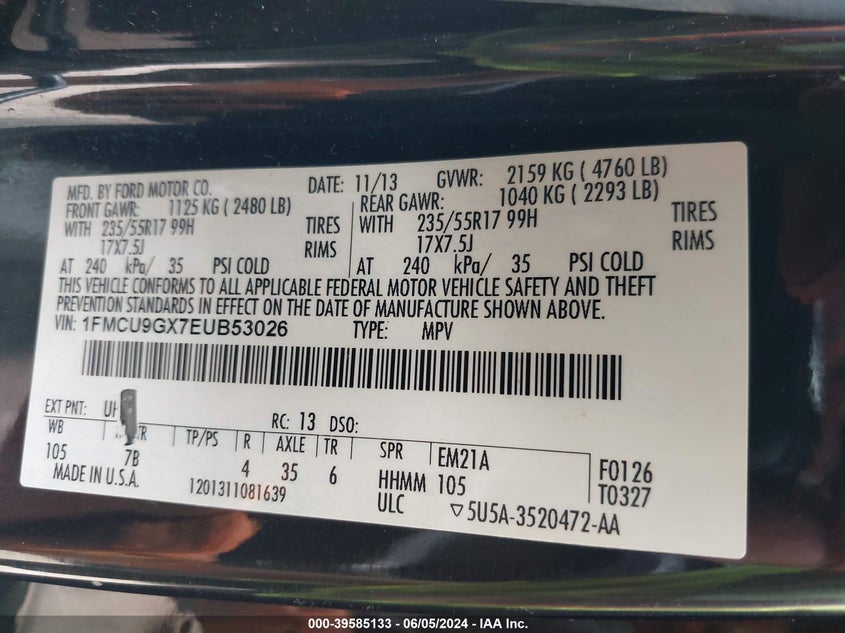 MFD. BY FORD MOTOR CO. DATE: 11/13 GVWR: 2159 KG ( 4760 LB)
FRONT GAWR: 1125 KG ( 2480 LB) REAR GAWR: 1040 KG ( 2293 LB)
WITH 235/55R17 99H TIRES WITH 235/55R17 99H TIRES
17X7.5J RIMS 17X7.5J RIMS
AT 240 kPa/ 35 PSI COLD AT 240 kPa/ 35 PSI COLD
THIS VEHICLE CONFORMS TO ALL APPLICABLE FEDERAL MOTOR VEHICLE SAFETY AND THEFT
PREVENTION STANDARDS IN EFFECT ON THE DATE OF MANUFACTURE SHOWN ABOVE.
VIN: 1FMCU9GX7EUB53026 TYPE: MPV
EXT PNT: RC: 13 DSO:
WB TP/PS R AXLE TR SPR EM21A F0126
105 7B 4 35 6 HHMM 105 T0327
MADE IN U.S.A. 1201311081639 ULC ▽5U5A-3520472-AA
000-39585133 - 06/05/2024 - IAA Inc.